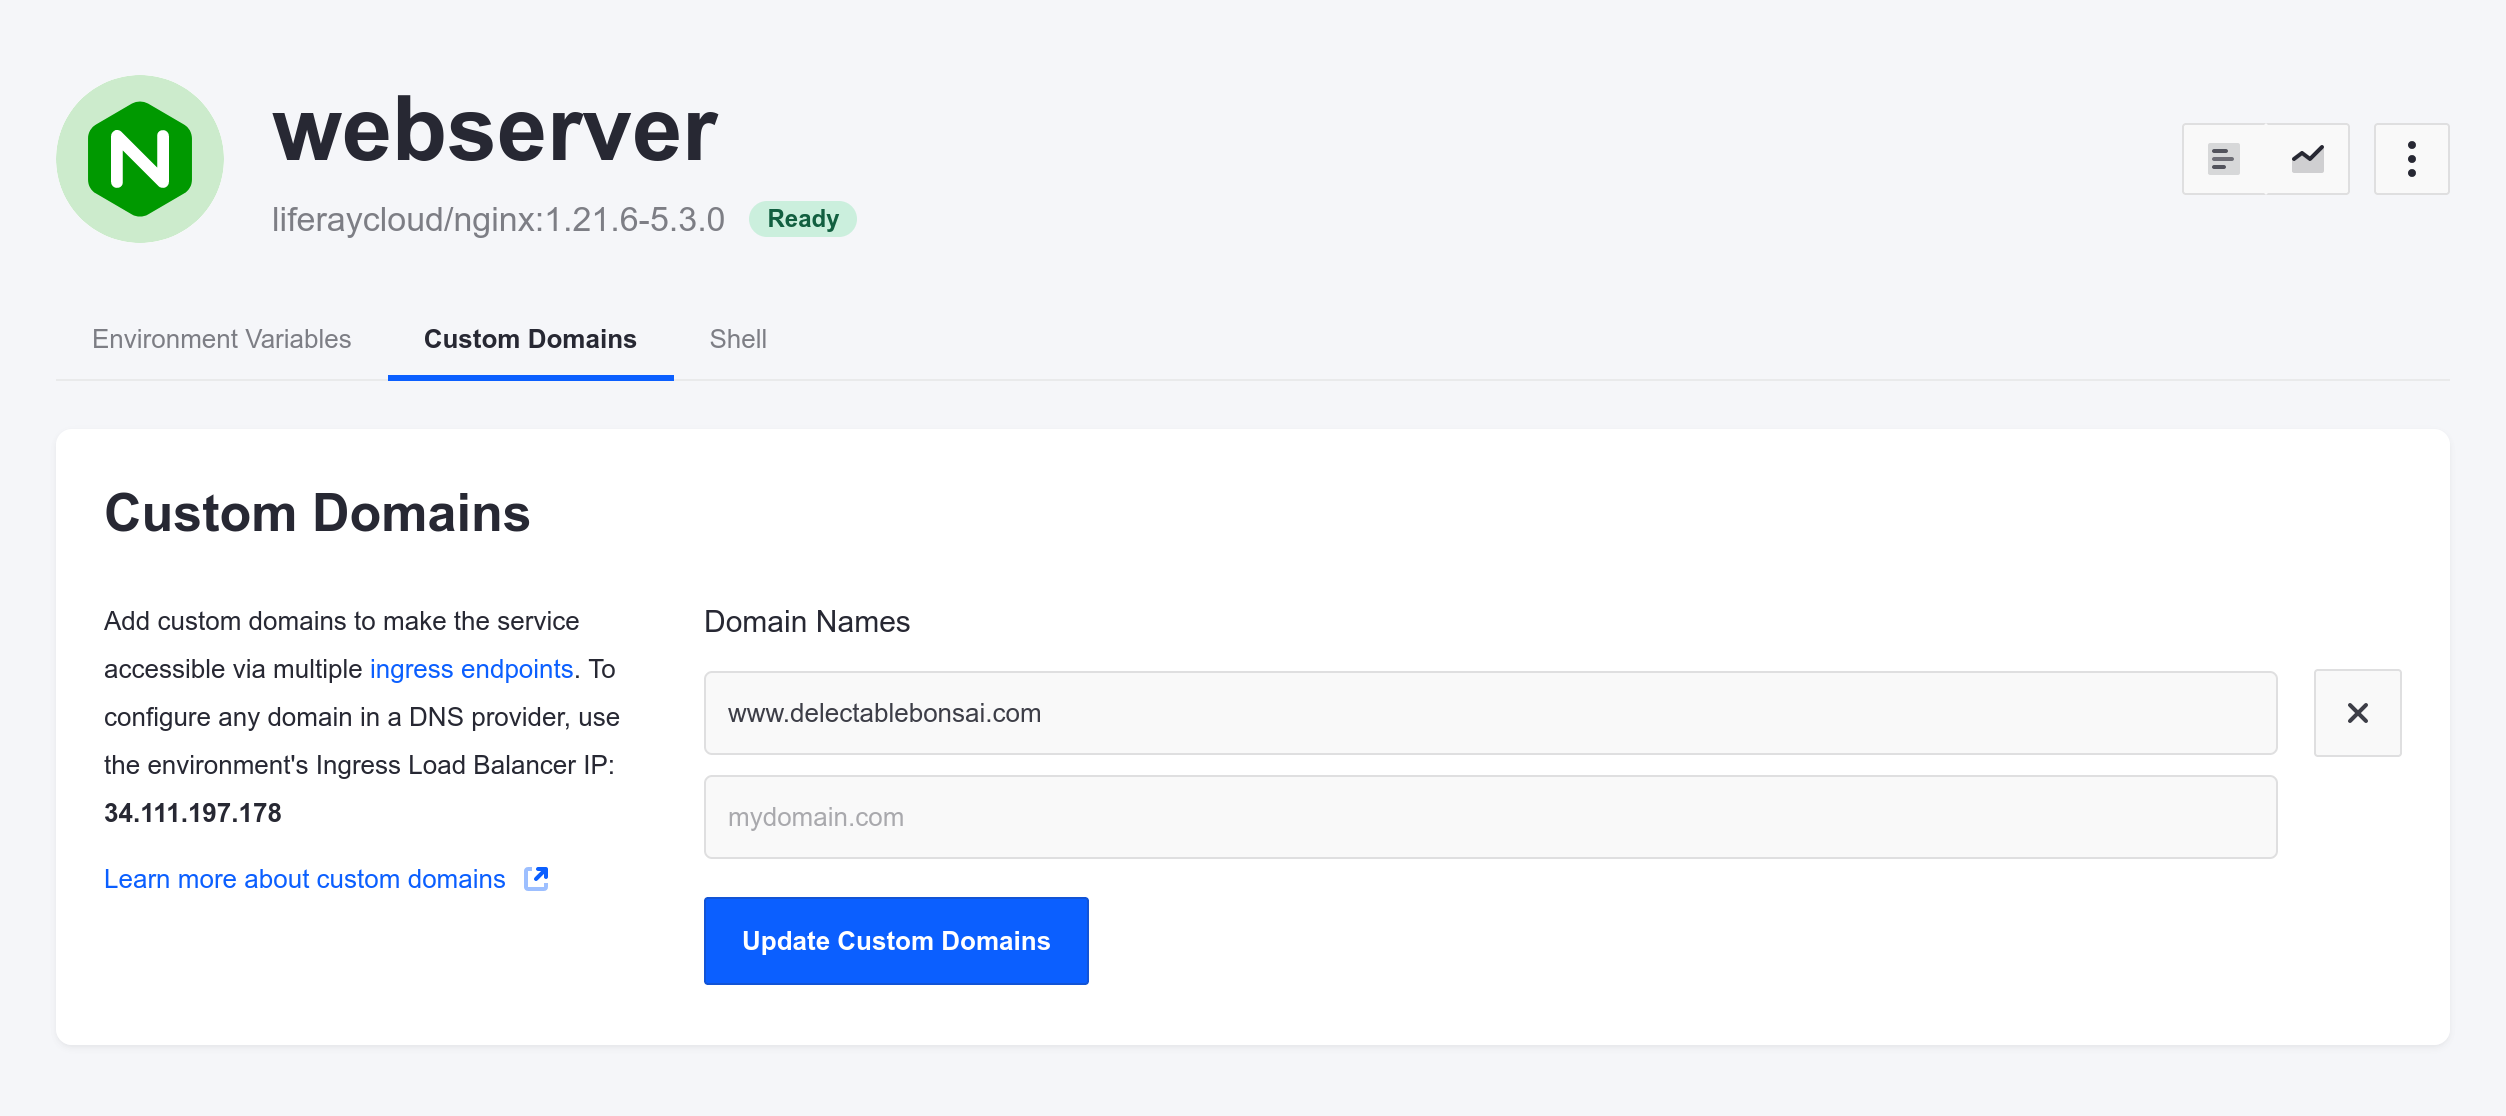 webserver
liferaycloud/nginx:1.21.6-5.3.0 Ready
Environment Variables Custom Domains Shell
Custom Domains
Add custom domains to make the service
accessible via multiple ingress endpoints. To
configure any domain in a DNS provider, use
the environment's Ingress Load Balancer IP:
34.111.197.178
Learn more about custom domains
Domain Names
www.delectablebonsai.com
mydomain.com
Update Custom Domains